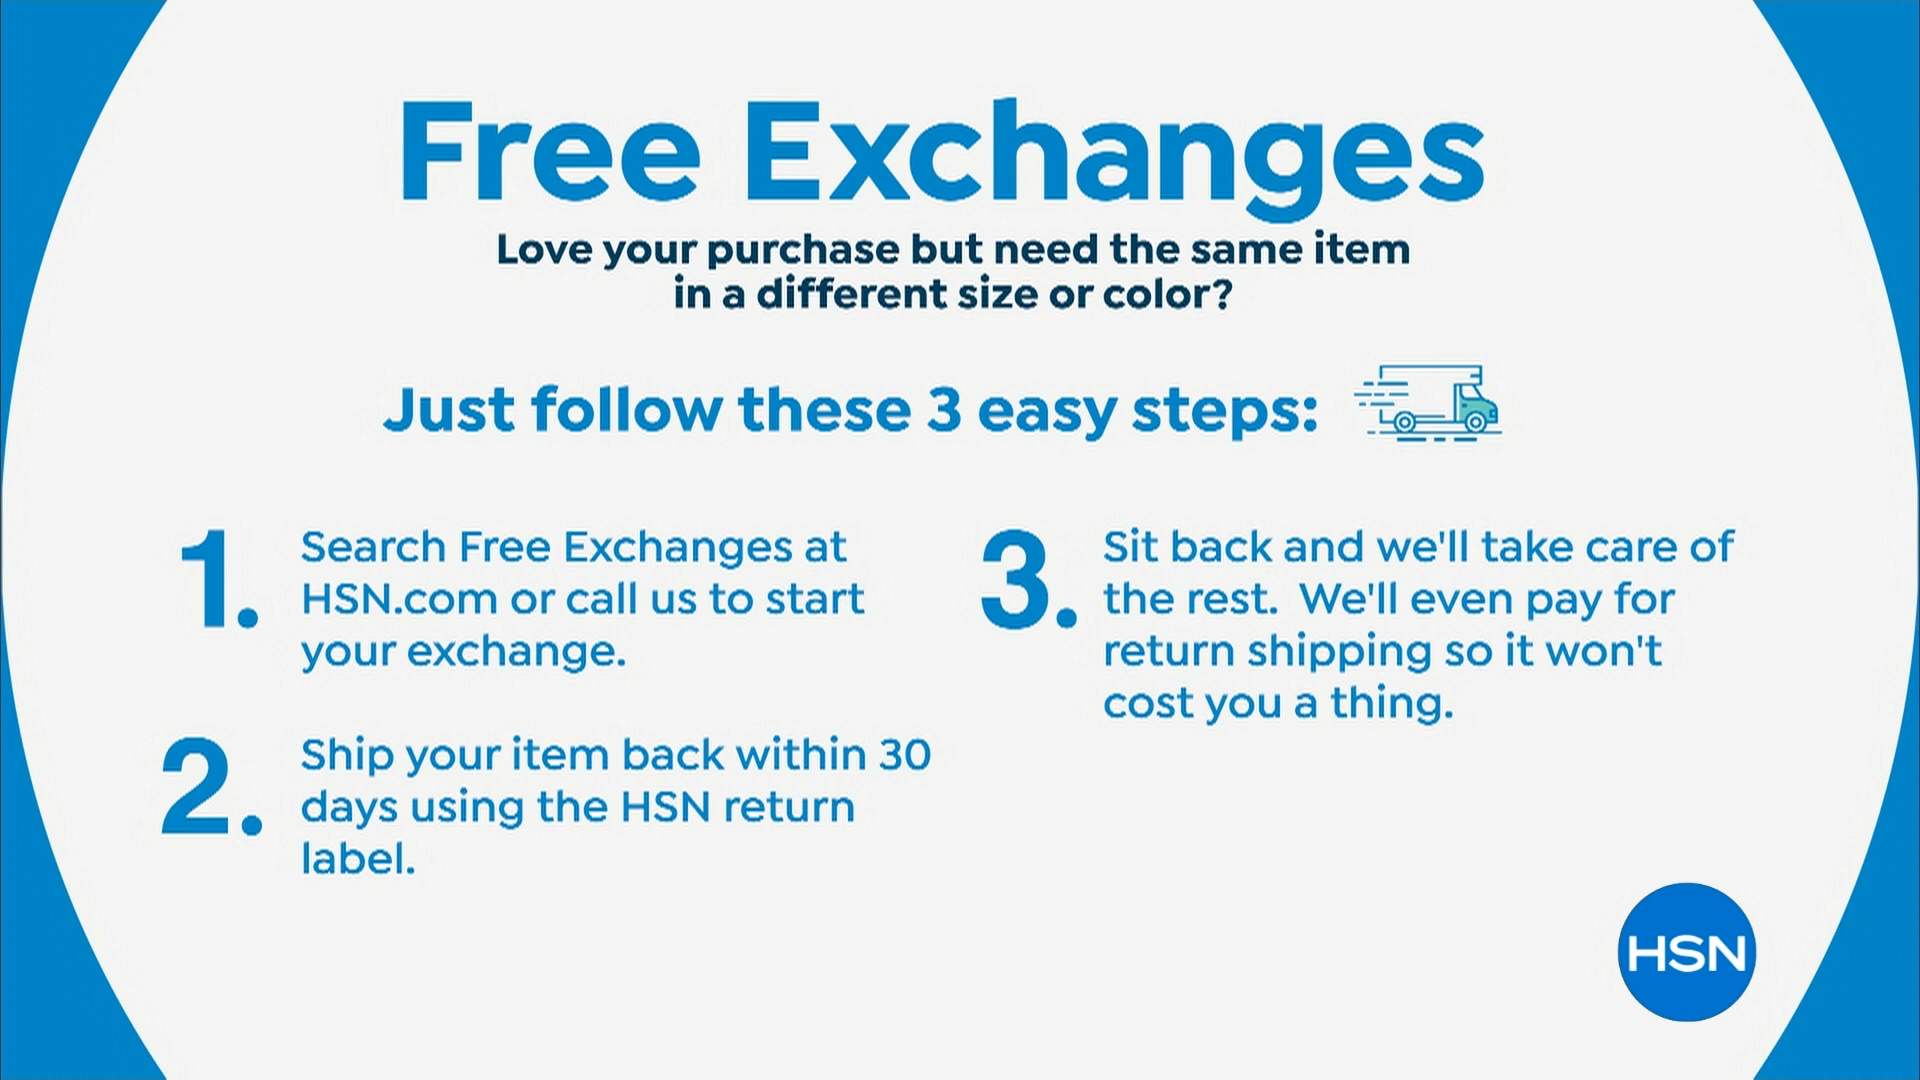 Free Exchanges
Love your purchase but need the same item
in a different size or color?
Just follow these 3 easy steps:
1. Search Free Exchanges at
HSN.com or call us to start
your exchange.
2. Ship your item back within 30
days using the HSN return
label.
3. Sit back and we'll take care of
the rest.  We'll even pay for
return shipping so it won't
cost you a thing.
HSN